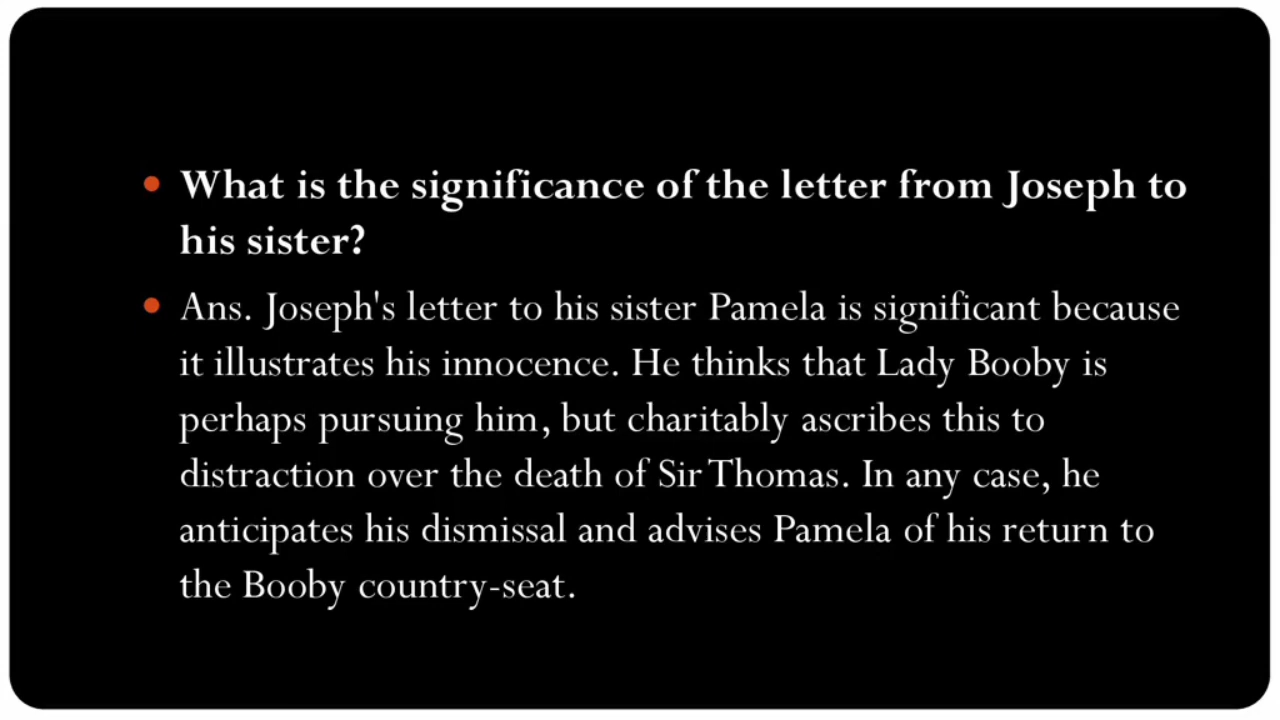 • What is the significance of the letter from Joseph to
his sister?
• Ans. Joseph's letter to his sister Pamela is significant because
it illustrates his innocence. He thinks that Lady Booby is
perhaps pursuing him, but charitably ascribes this to
distraction over the death of Sir Thomas. In any case, he
anticipates his dismissal and advises Pamela of his return to
the Booby country-seat.